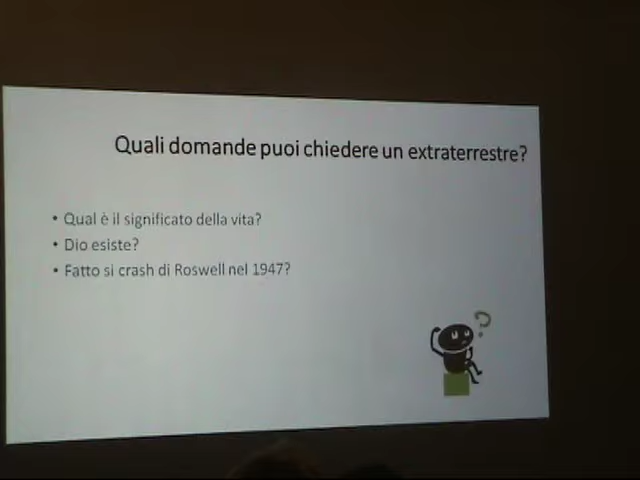 Quali domande puoi chiedere un extraterrestre?
• Qual è il significato della vita?
• Dio esiste?
• Fatto si crash di Roswell nel 1947?